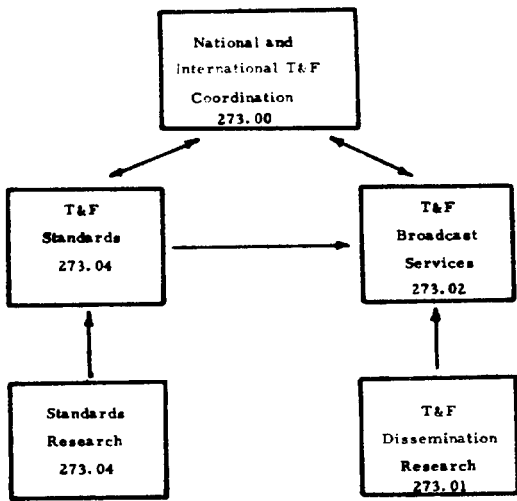 National and
International T&F
Coordination
273.00
T&F
Standards
273.04
T&F
Broadcast
Services
273.02
Standards
Research
273.04
T&F
Dissemination
Research
273.01